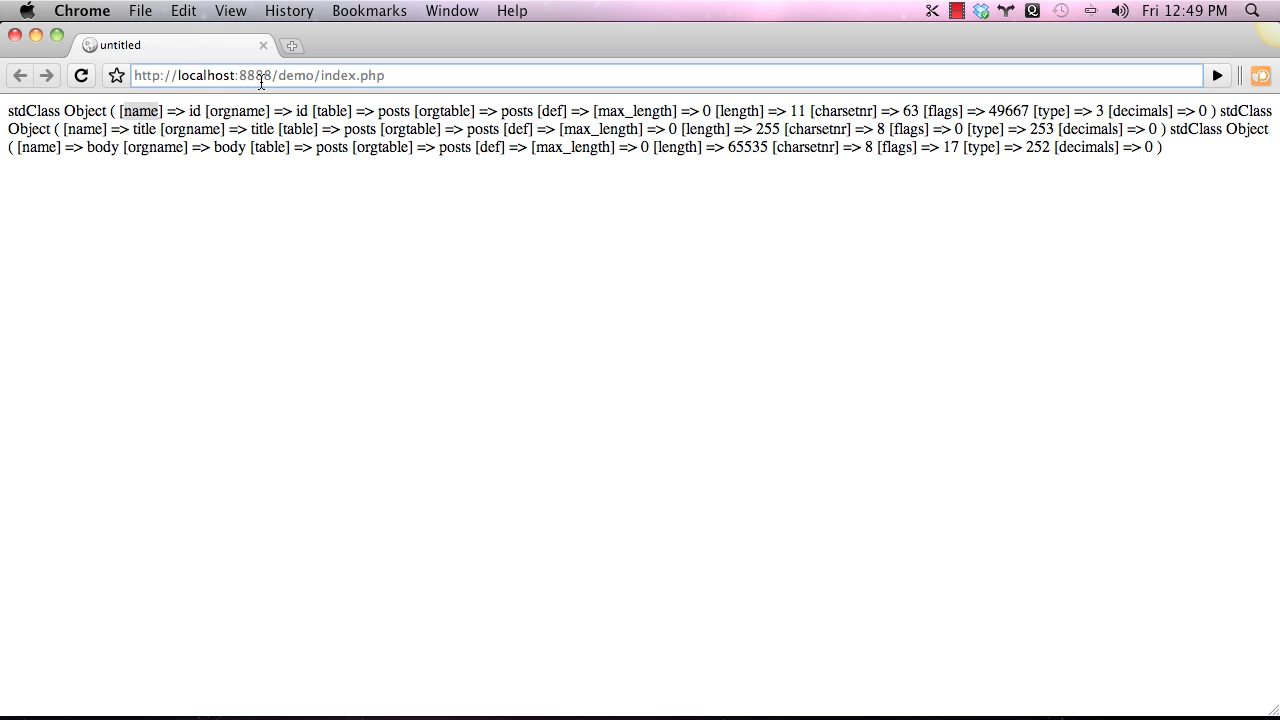 Chrome File Edit View History Bookmarks Window Help Fri 12:49 PM
untitled
http://localhost:8888/demo/index.php
stdClass Object ( [name] => id [orgname] => id [table] => posts [orgtable] => posts [def] => [max_length] => 0 [length] => 11 [charsetnr] => 63 [flags] => 49667 [type] => 3 [decimals] => 0 ) stdClass
Object ( [name] => title [orgname] => title [table] => posts [orgtable] => posts [def] => [max_length] => 0 [length] => 255 [charsetnr] => 8 [flags] => 0 [type] => 253 [decimals] => 0 ) stdClass Object
( [name] => body [orgname] => body [table] => posts [orgtable] => posts [def] => [max_length] => 0 [length] => 65535 [charsetnr] => 8 [flags] => 17 [type] => 252 [decimals] => 0 )